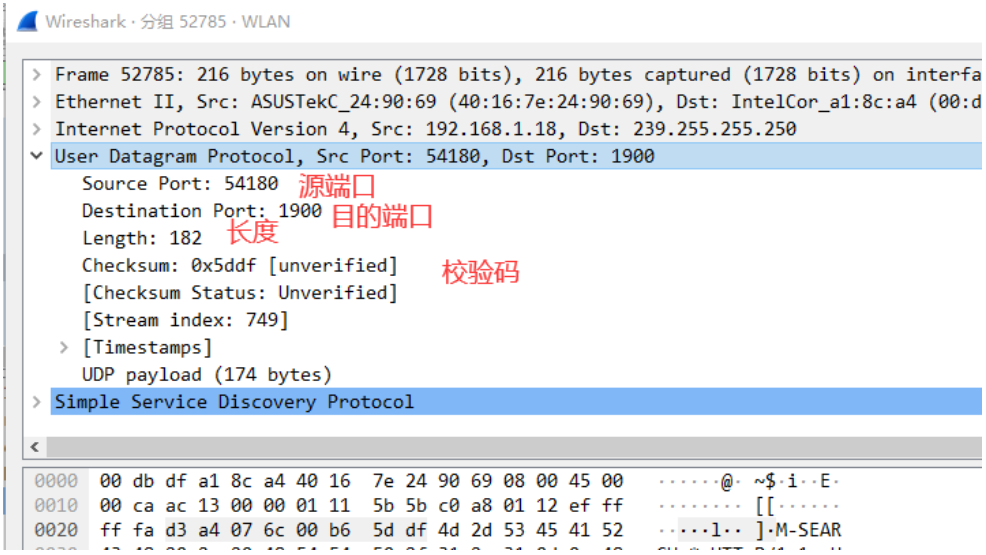 Wireshark · 分组 52785 · WLAN
> Frame 52785: 216 bytes on wire (1728 bits), 216 bytes captured (1728 bits) on interfa
> Ethernet II, Src: ASUSTekC_24:90:69 (40:16:7e:24:90:69), Dst: IntelCor_a1:8c:a4 (00:d
> Internet Protocol Version 4, Src: 192.168.1.18, Dst: 239.255.255.250
User Datagram Protocol, Src Port: 54180, Dst Port: 1900
Source Port: 54180 源端口
Destination Port: 1900 目的端口
Length: 182 长度
Checksum: 0x5ddf [unverified] 校验码
[Checksum Status: Unverified]
[Stream index: 749]
> [Timestamps]
UDP payload (174 bytes)
> Simple Service Discovery Protocol
0000 00 db df a1 8c a4 40 16 7e 24 90 69 08 00 45 00 ······@· ~$·i··E·
0010 00 ca ac 13 00 00 01 11 5b 5b c0 a8 01 12 ef ff ········ [[······
0020 ff fa d3 a4 07 6c 00 b6 5d df 4d 2d 53 45 41 52 ·····l·· ]·M-SEAR